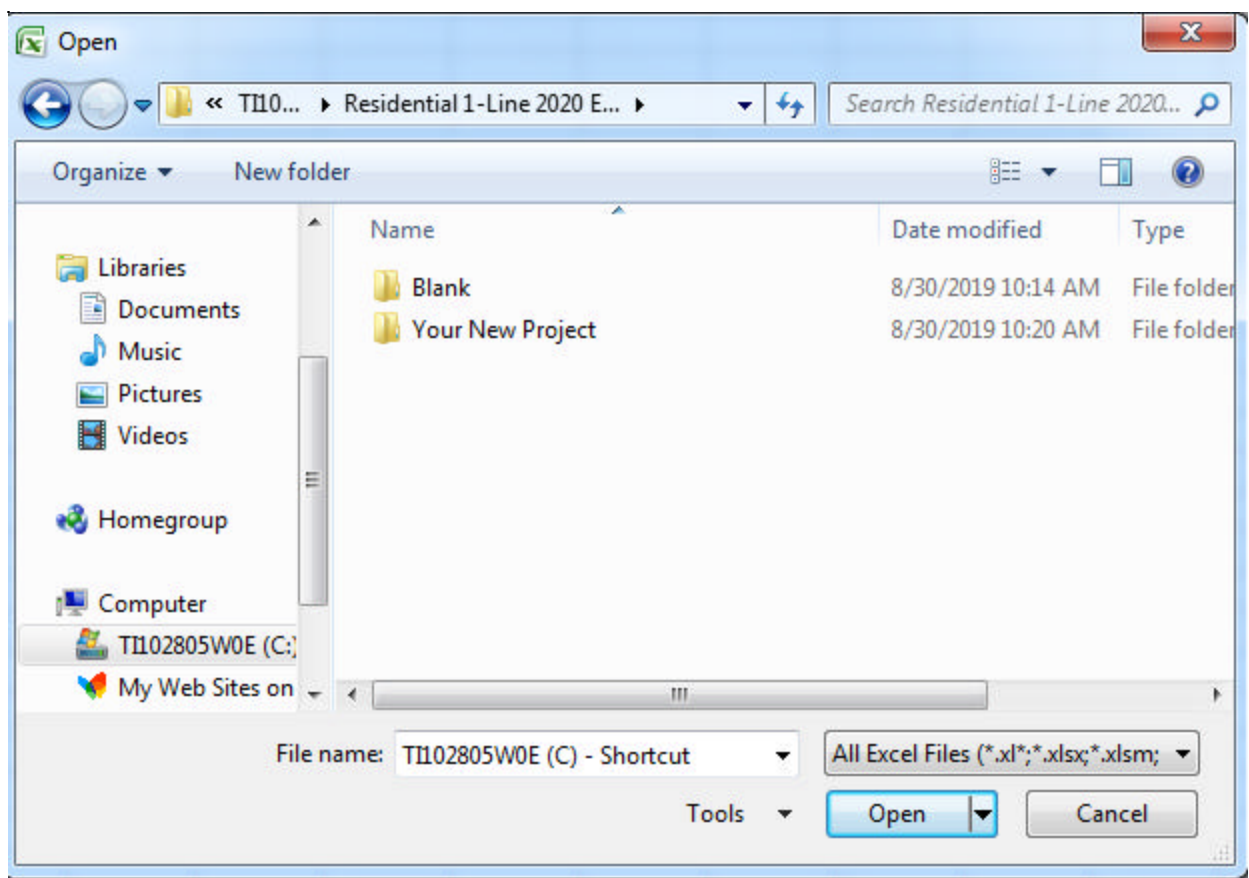 Open
« TI10... Residential 1-Line 2020 E...
Search Residential 1-Line 2020...
Organize
New folder
Name
Date modified
Type
Libraries
Documents
Music
Pictures
Videos
Homegroup
Computer
TI102805W0E (C:)
My Web Sites on
Blank
8/30/2019 10:14 AM
File folder
Your New Project
8/30/2019 10:20 AM
File folder
File name:
TI102805W0E (C) - Shortcut
All Excel Files (*.xl*;*.xlsx;*.xlsm;
Tools
Open
Cancel